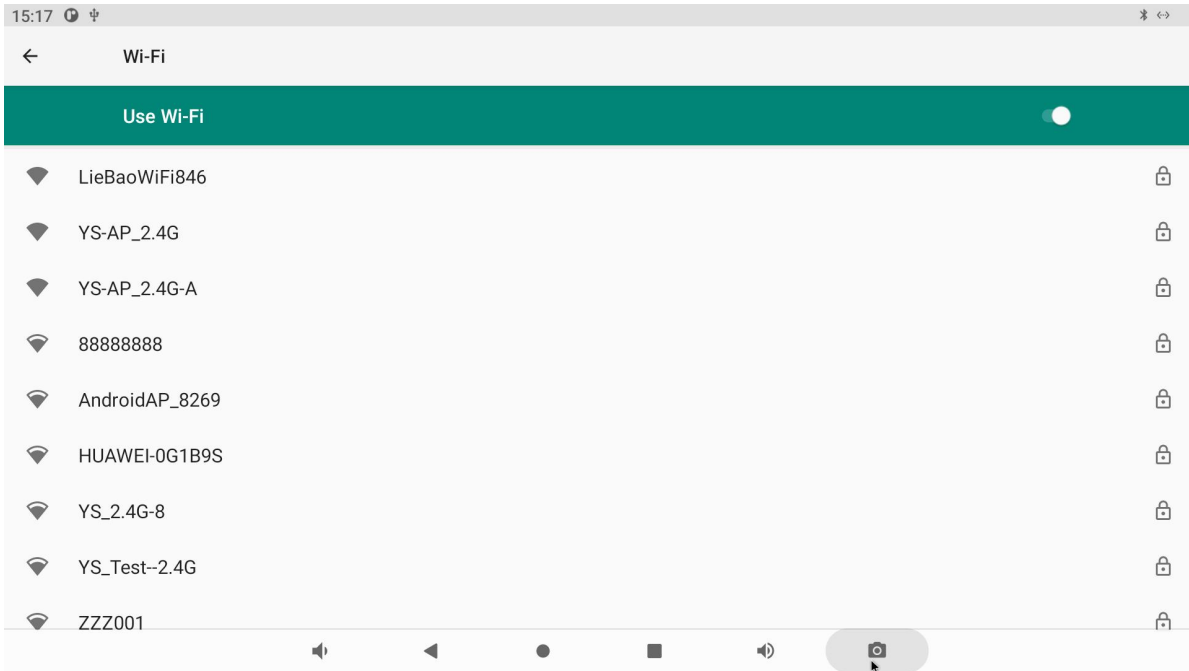 15:17
Wi-Fi
Use Wi-Fi
LieBaoWiFi846
YS-AP_2.4G
YS-AP_2.4G-A
88888888
AndroidAP_8269
HUAWEI-0G1B9S
YS_2.4G-8
YS_Test--2.4G
ZZZ001